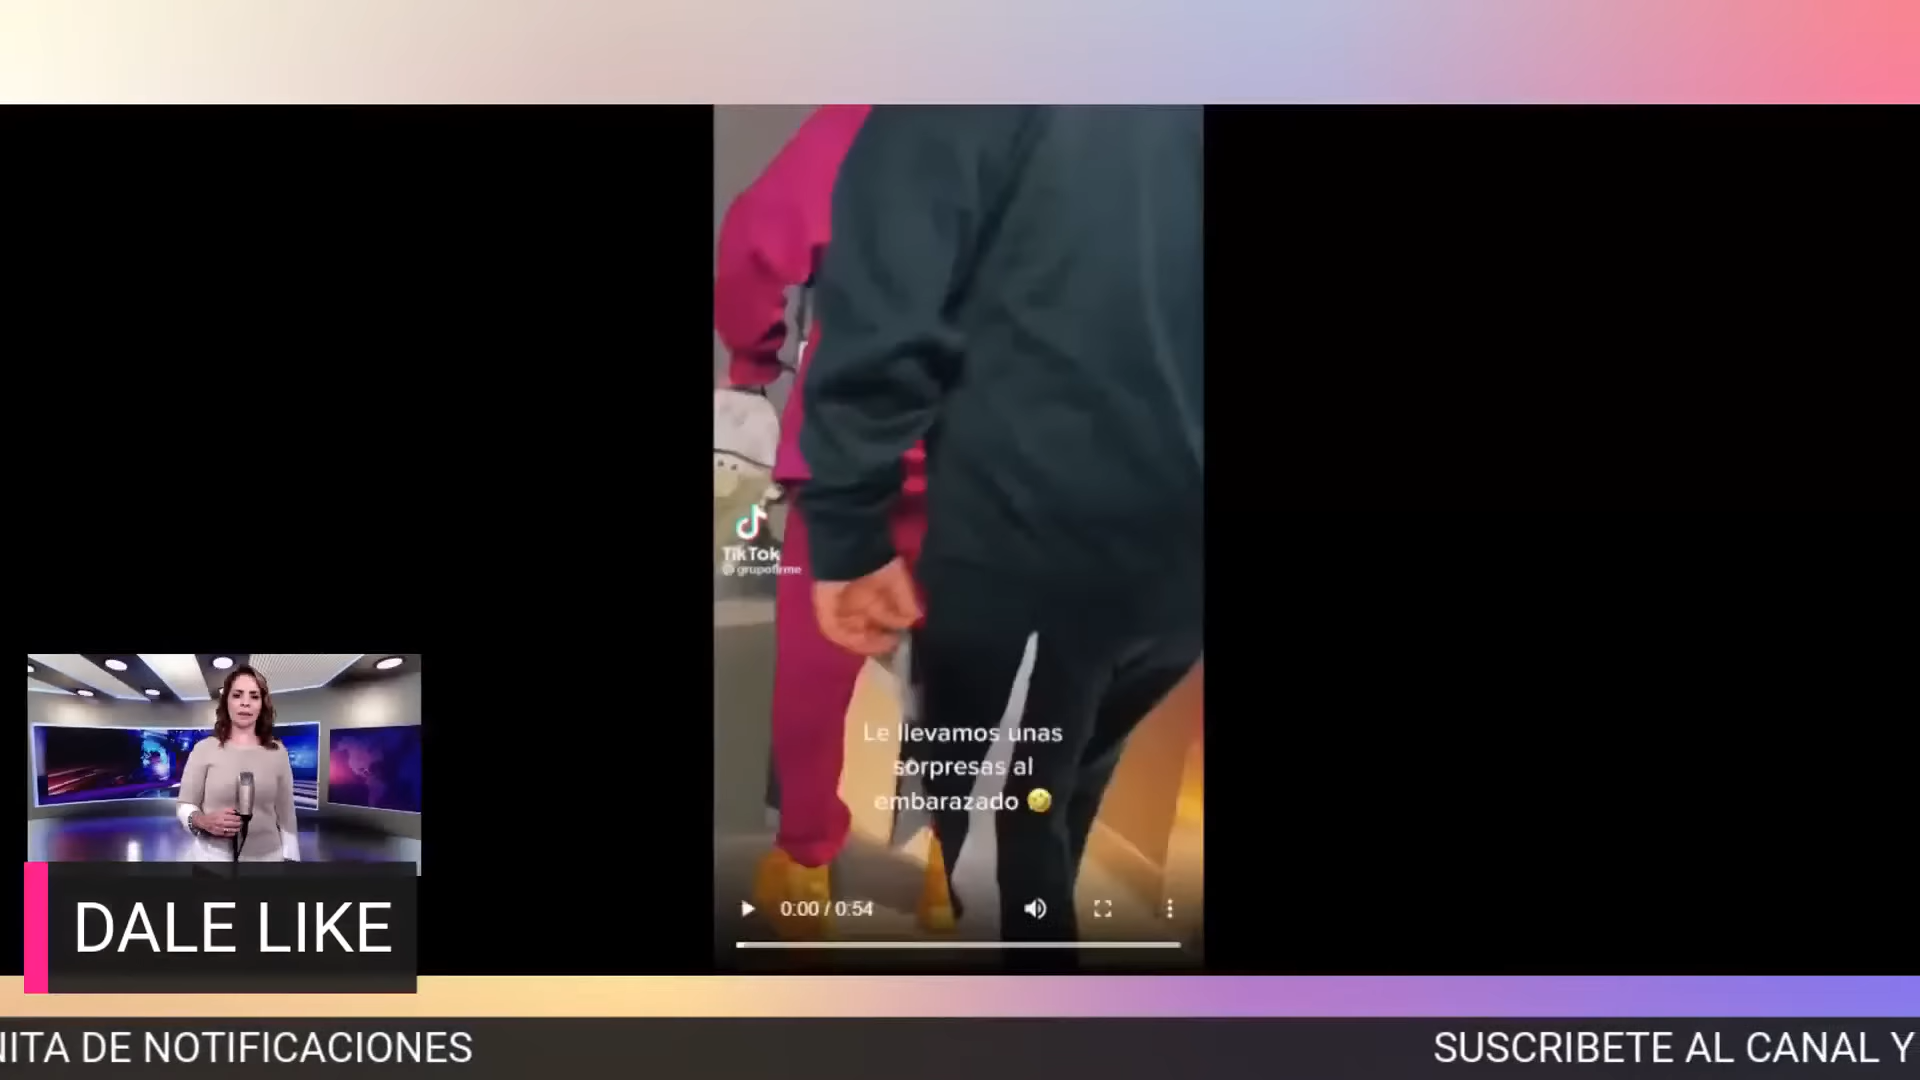 TikTok
@grupofirme
Le llevamos unas
sorpresas al
embarazado
0:00 / 0:54
DALE LIKE
NITA DE NOTIFICACIONES
SUSCRIBETE AL CANAL Y